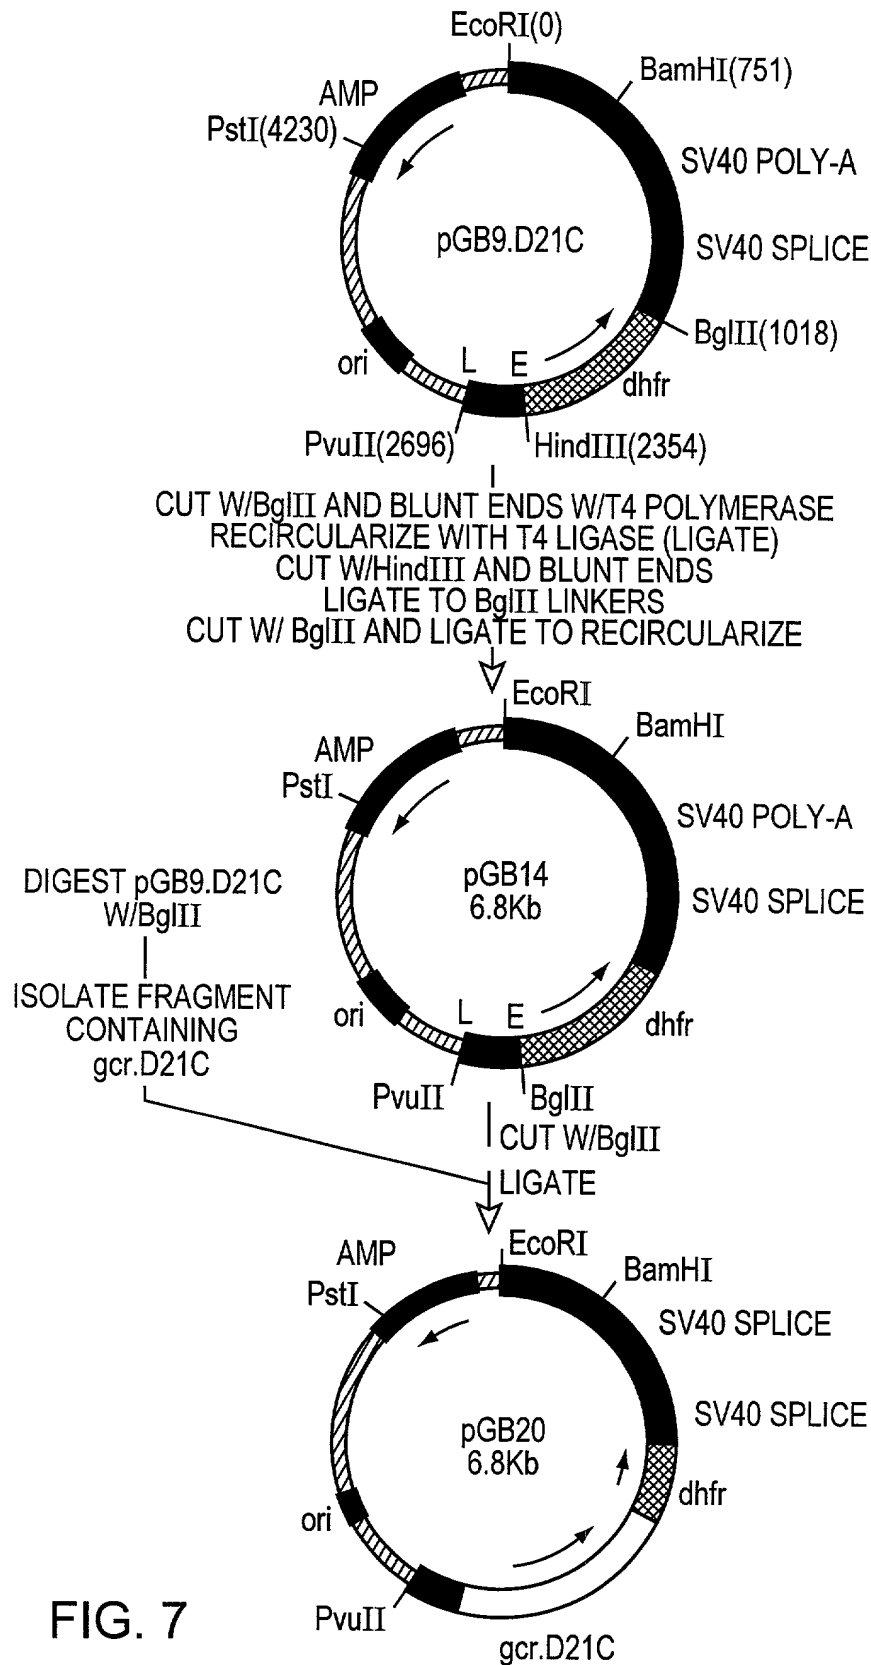 EcoRI(0)
BamHI(751)
AMP
PstI(4230)
SV40 POLY-A
pGB9.D21C
SV40 SPLICE
BglII(1018)
ori
L E
dhfr
PvuII(2696)
HindIII(2354)
CUT W/BglII AND BLUNT ENDS W/T4 POLYMERASE
RECIRCULARIZE WITH T4 LIGASE (LIGATE)
CUT W/HindIII AND BLUNT ENDS
LIGATE TO BglII LINKERS
CUT W/ BglII AND LIGATE TO RECIRCULARIZE
EcoRI
BamHI
AMP
PstI
SV40 POLY-A
pGB14
6.8Kb
SV40 SPLICE
DIGEST pGB9.D21C
W/BglII
ISOLATE FRAGMENT
CONTAINING
gcr.D21C
ori
L E
dhfr
PvuII
BglII
CUT W/BglII
LIGATE
EcoRI
AMP
BamHI
PstI
SV40 SPLICE
SV40 SPLICE
pGB20
6.8Kb
dhfr
ori
PvuII
gcr.D21C
FIG. 7